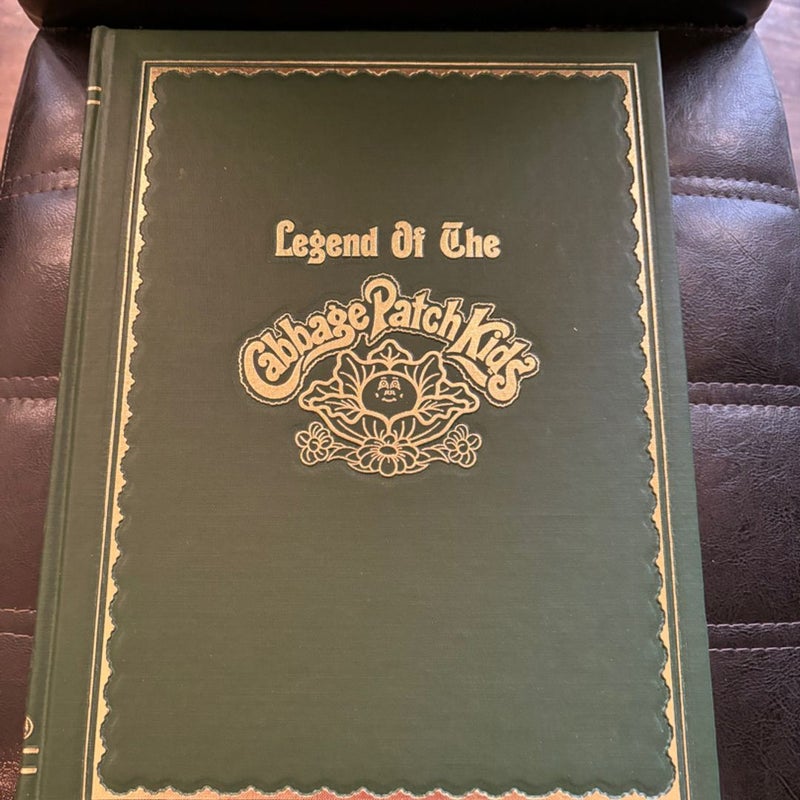 Legend Of The
Cabbage Patch Kids